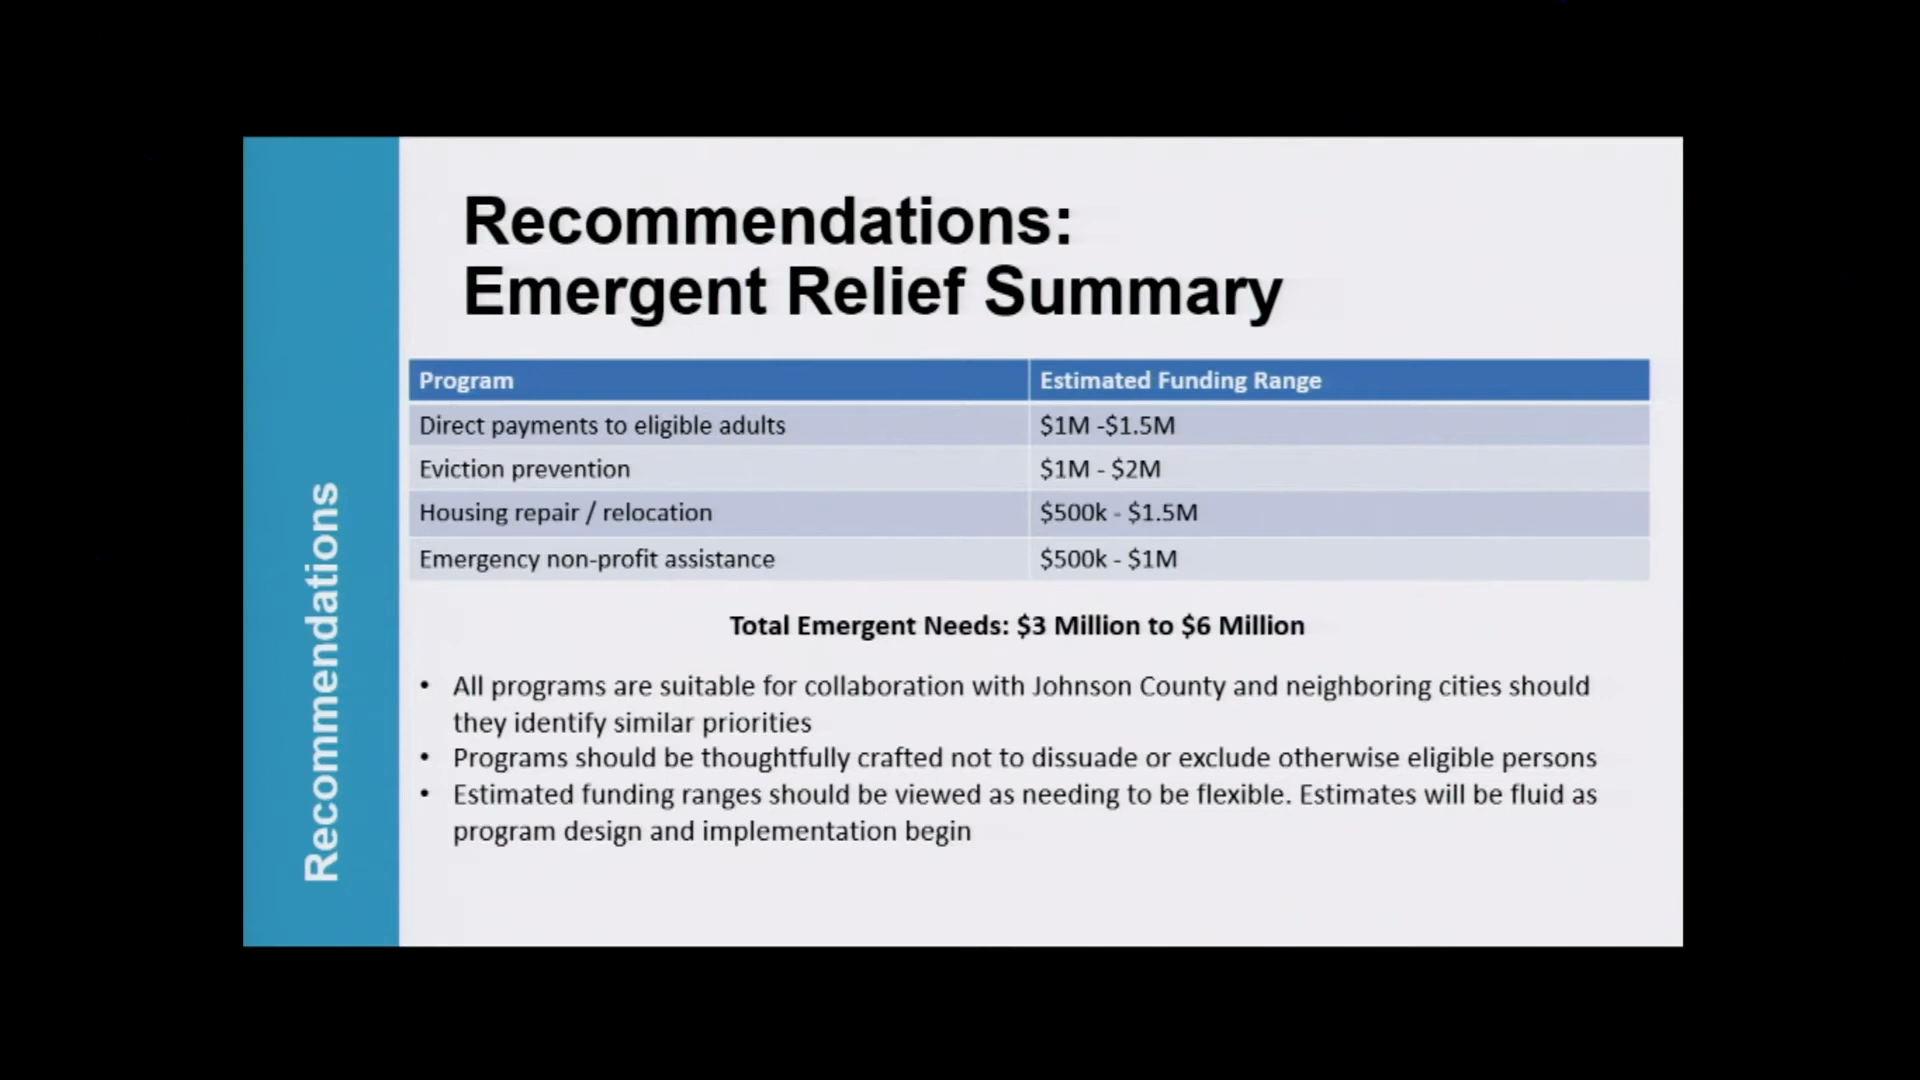 Recommendations:
Emergent Relief Summary
Program Estimated Funding Range
Direct payments to eligible adults $1M -$1.5M
Eviction prevention $1M - $2M
Housing repair / relocation $500k - $1.5M
Emergency non-profit assistance $500k - $1M
Total Emergent Needs: $3 Million to $6 Million
• All programs are suitable for collaboration with Johnson County and neighboring cities should
they identify similar priorities
• Programs should be thoughtfully crafted not to dissuade or exclude otherwise eligible persons
• Estimated funding ranges should be viewed as needing to be flexible. Estimates will be fluid as
program design and implementation begin
Recommendations